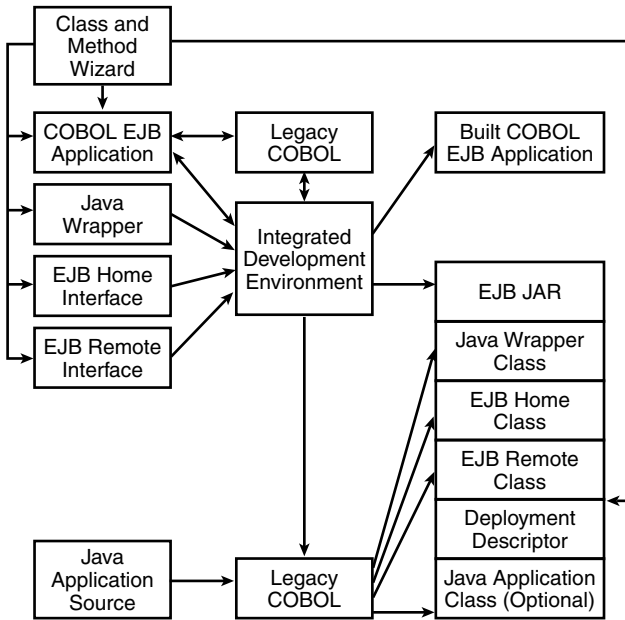 Class and
Method
Wizard
COBOL EJB
Application
Legacy
COBOL
Built COBOL
EJB Application
Java
Wrapper
Integrated
Development
Environment
EJB Home
Interface
EJB JAR
EJB Remote
Interface
Java Wrapper
Class
EJB Home
Class
EJB Remote
Class
Deployment
Descriptor
Java
Application
Source
Legacy
COBOL
Java Application
Class (Optional)